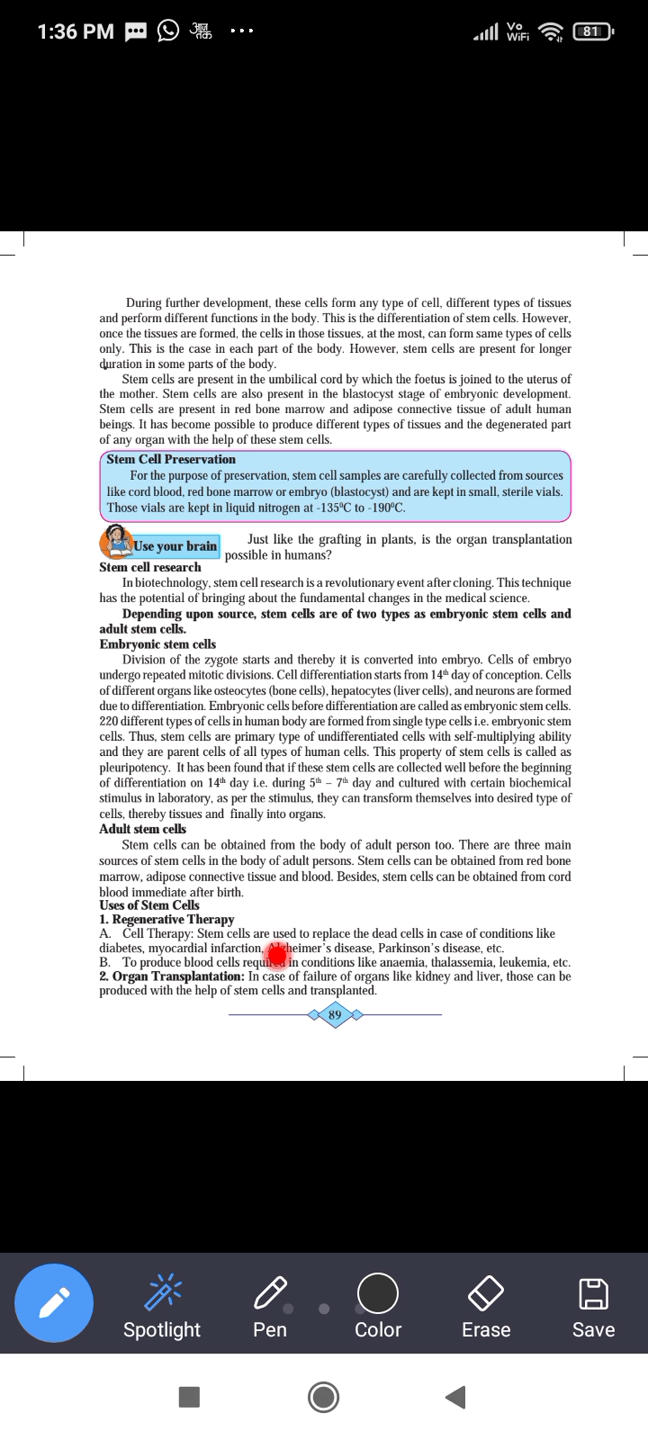 1:36 PM
आज तक
Vo WiFi
81
During further development, these cells form any type of cell, different types of tissues
and perform different functions in the body. This is the differentiation of stem cells. However,
once the tissues are formed, the cells in those tissues, at the most, can form same types of cells
only. This is the case in each part of the body. However, stem cells are present for longer
duration in some parts of the body.
Stem cells are present in the umbilical cord by which the foetus is joined to the uterus of
the mother. Stem cells are also present in the blastocyst stage of embryonic development.
Stem cells are present in red bone marrow and adipose connective tissue of adult human
beings. It has become possible to produce different types of tissues and the degenerated part
of any organ with the help of these stem cells.
Stem Cell Preservation
For the purpose of preservation, stem cell samples are carefully collected from sources
like cord blood, red bone marrow or embryo (blastocyst) and are kept in small, sterile vials.
Those vials are kept in liquid nitrogen at -135⁰C to -190⁰C.
Use your brain
Just like the grafting in plants, is the organ transplantation
possible in humans?
Stem cell research
In biotechnology, stem cell research is a revolutionary event after cloning. This technique
has the potential of bringing about the fundamental changes in the medical science.
Depending upon source, stem cells are of two types as embryonic stem cells and
adult stem cells.
Embryonic stem cells
Division of the zygote starts and thereby it is converted into embryo. Cells of embryo
undergo repeated mitotic divisions. Cell differentiation starts from 14th day of conception. Cells
of different organs like osteocytes (bone cells), hepatocytes (liver cells), and neurons are formed
due to differentiation. Embryonic cells before differentiation are called as embryonic stem cells.
220 different types of cells in human body are formed from single type cells i.e. embryonic stem
cells. Thus, stem cells are primary type of undifferentiated cells with self-multiplying ability
and they are parent cells of all types of human cells. This property of stem cells is called as
pleuripotency. It has been found that if these stem cells are collected well before the beginning
of differentiation on 14th day i.e. during 5th – 7th day and cultured with certain biochemical
stimulus in laboratory, as per the stimulus, they can transform themselves into desired type of
cells, thereby tissues and finally into organs.
Adult stem cells
Stem cells can be obtained from the body of adult person too. There are three main
sources of stem cells in the body of adult persons. Stem cells can be obtained from red bone
marrow, adipose connective tissue and blood. Besides, stem cells can be obtained from cord
blood immediate after birth.
Uses of Stem Cells
1. Regenerative Therapy
A. Cell Therapy: Stem cells are used to replace the dead cells in case of conditions like
diabetes, myocardial infarction, Alzheimer's disease, Parkinson's disease, etc.
B. To produce blood cells required in conditions like anaemia, thalassemia, leukemia, etc.
2. Organ Transplantation: In case of failure of organs like kidney and liver, those can be
produced with the help of stem cells and transplanted.
89
Spotlight
Pen
Color
Erase
Save